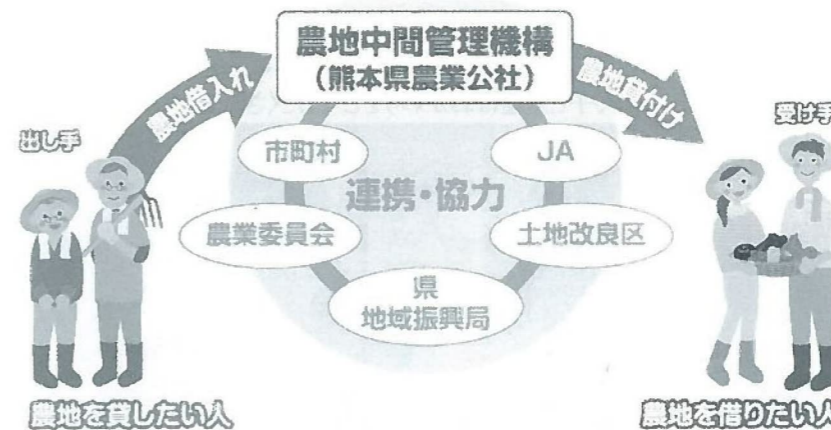 農地中間管理機構
（熊本県農業公社）
農地借入れ
農地貸付け
出し手
受け手
市町村
JA
連携・協力
農業委員会
土地改良区
県
地域振興局
農地を貸したい人
農地を借りたい人